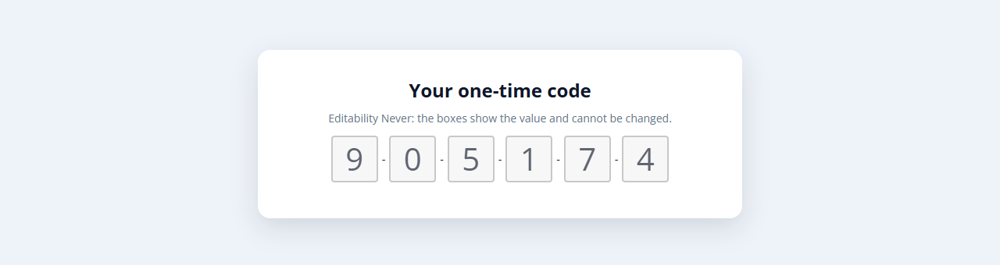 Your one-time code
Editability Never: the boxes show the value and cannot be changed.
9 - 0 - 5 - 1 - 7 - 4